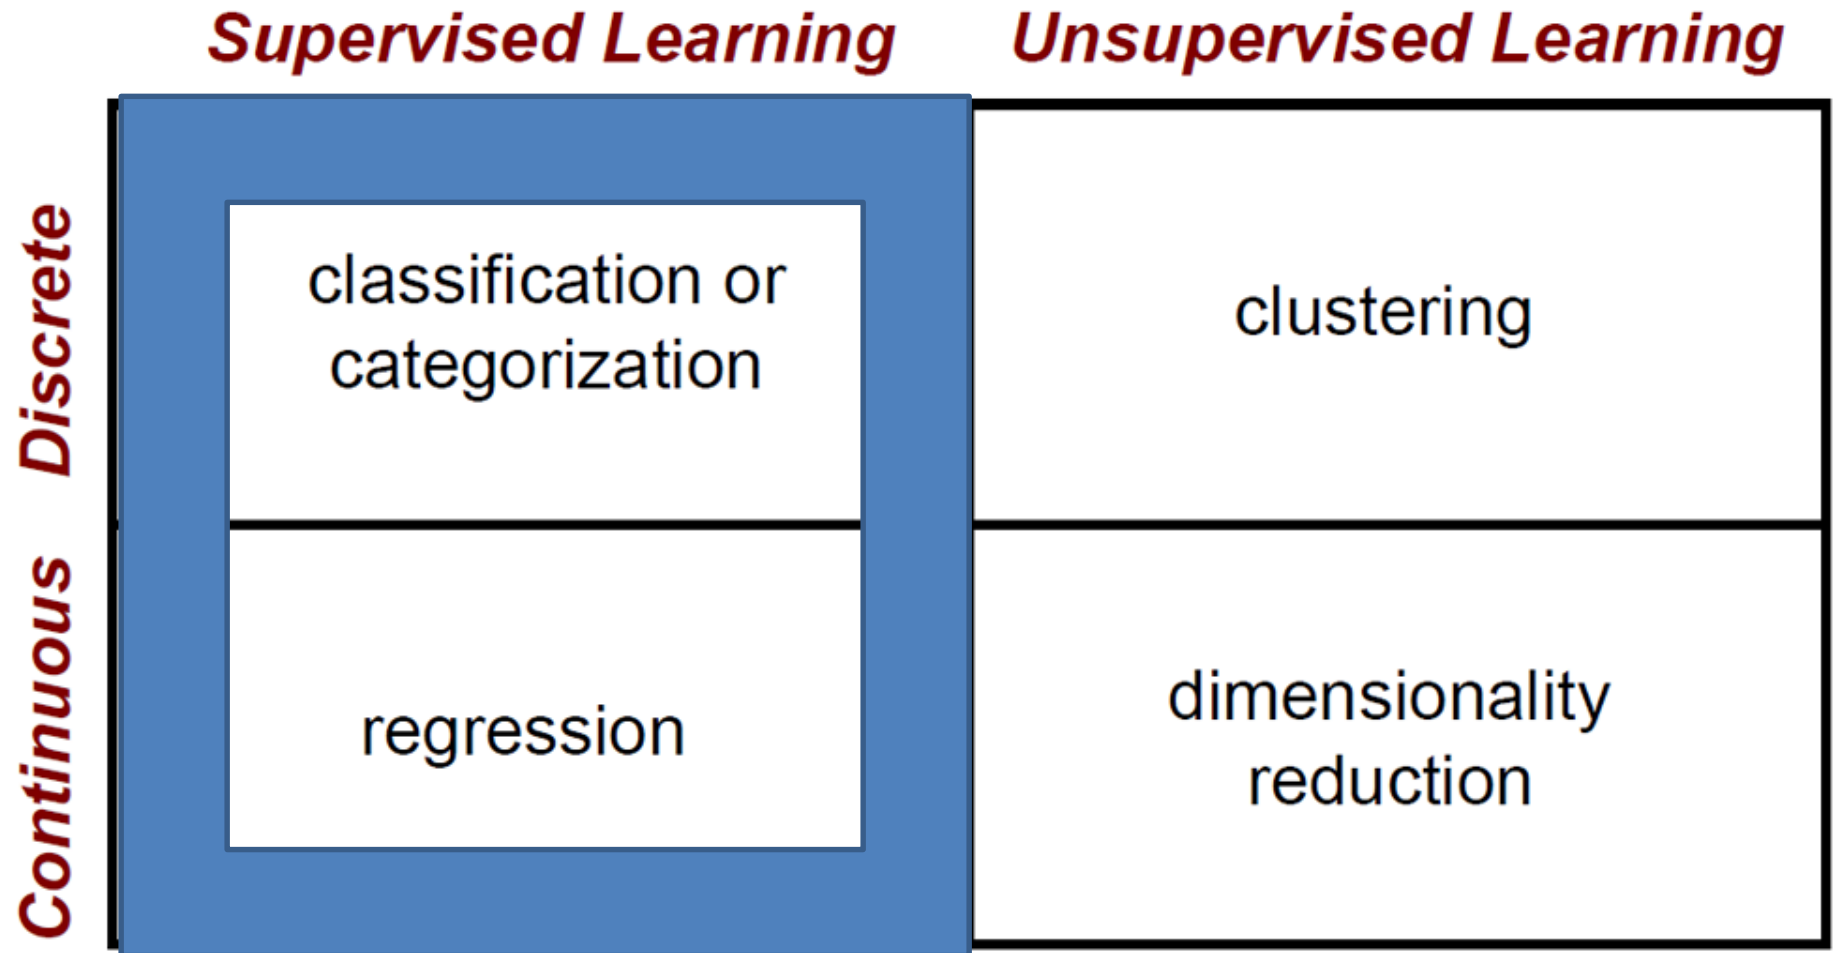 Supervised Learning
Unsupervised Learning
Discrete
classification or
categorization
clustering
Continuous
regression
dimensionality
reduction